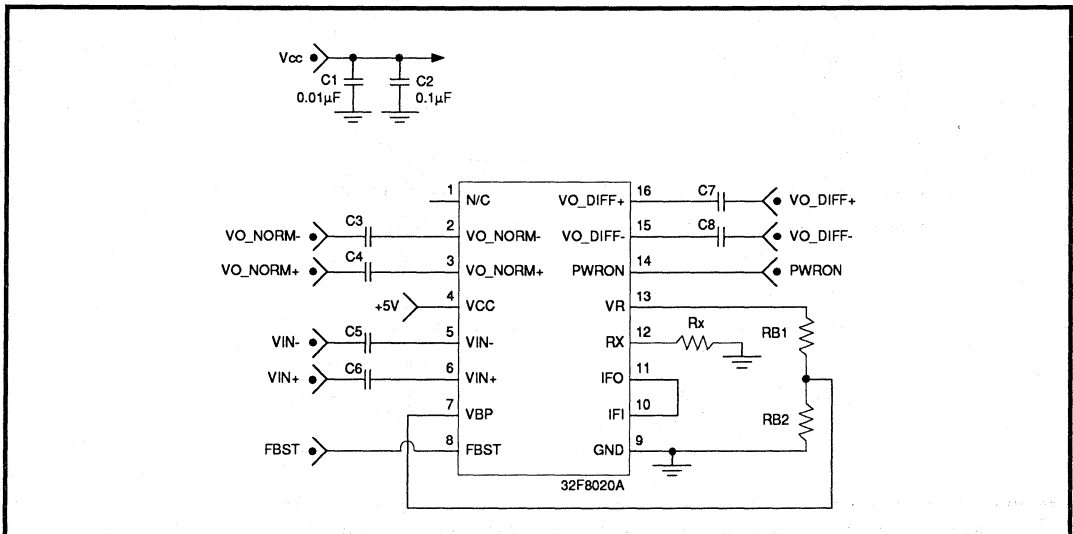 Vcc
C1
C2
0.01µF
0.1µF
1
N/C
VO_DIFF+
16
C7
VO_DIFF+
VO_NORM-
C3
2
VO_NORM-
VO_DIFF-
15
C8
VO_DIFF-
VO_NORM+
C4
3
VO_NORM+
PWRON
14
PWRON
+5V
4
VCC
VR
13
RB1
VIN-
C5
5
VIN-
RX
12
Rx
VIN+
C6
6
VIN+
IFO
11
7
VBP
IFI
10
RB2
FBST
8
FBST
GND
9
32F8020A